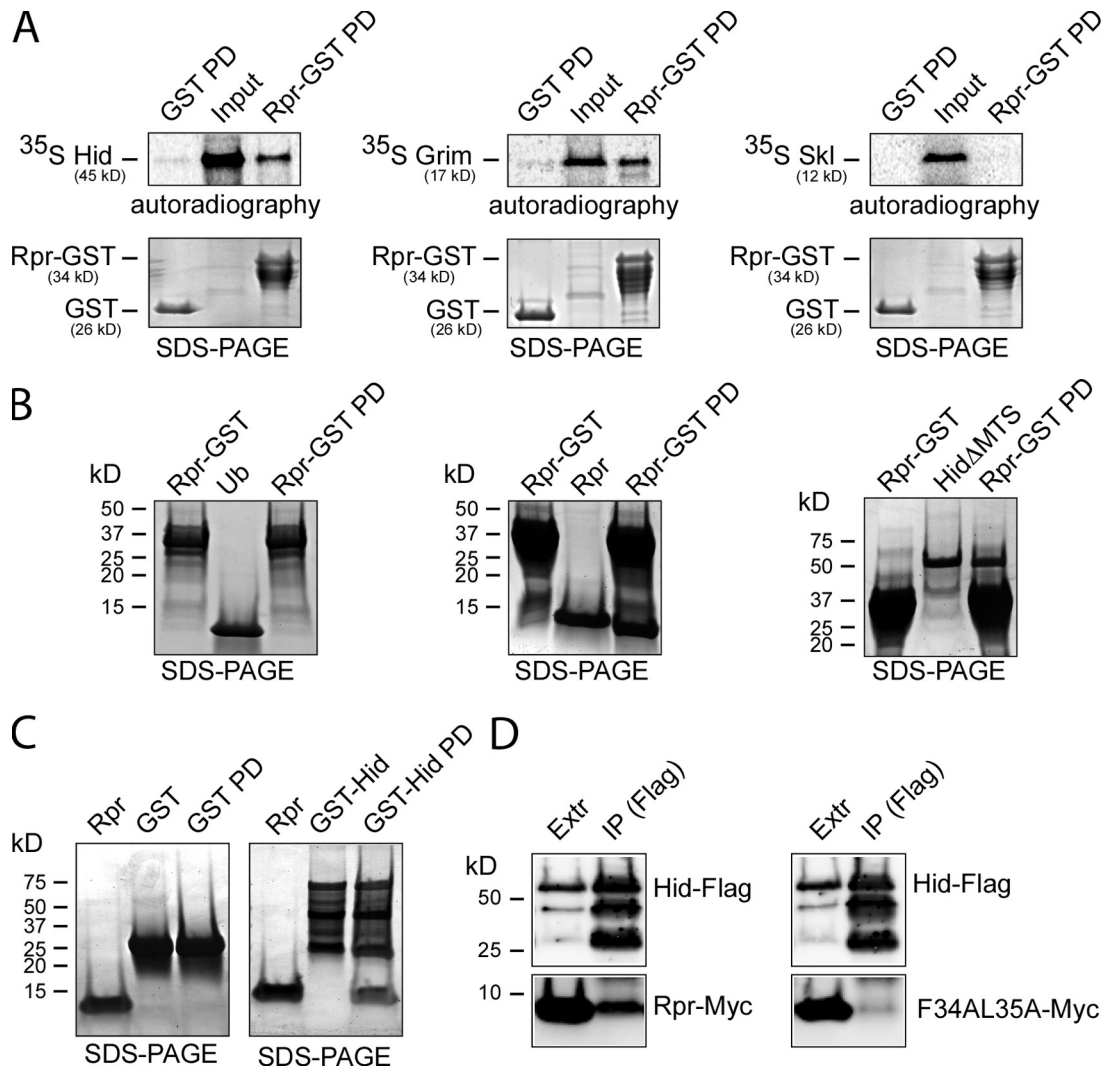 A
GST PD
Input
Rpr-GST PD
35S Hid
(45 kD)
autoradiography
Rpr-GST
(34 kD)
GST
(26 kD)
SDS-PAGE
GST PD
Input
Rpr-GST PD
35S Grim
(17 kD)
autoradiography
Rpr-GST
(34 kD)
GST
(26 kD)
SDS-PAGE
GST PD
Input
Rpr-GST PD
35S Skl
(12 kD)
autoradiography
Rpr-GST
(34 kD)
GST
(26 kD)
SDS-PAGE
B
kD
Rpr-GST
Ub
Rpr-GST PD
50
37
25
20
15
SDS-PAGE
kD
Rpr-GST
Rpr
Rpr-GST PD
50
37
25
20
15
SDS-PAGE
kD
Rpr-GST
HidΔMTS
Rpr-GST PD
75
50
37
25
20
SDS-PAGE
C
kD
Rpr
GST
GST PD
75
50
37
25
20
15
SDS-PAGE
Rpr
GST-Hid
GST-Hid PD
SDS-PAGE
D
kD
Extr
IP (Flag)
50
25
10
Hid-Flag
Rpr-Myc
Extr
IP (Flag)
Hid-Flag
F34AL35A-Myc